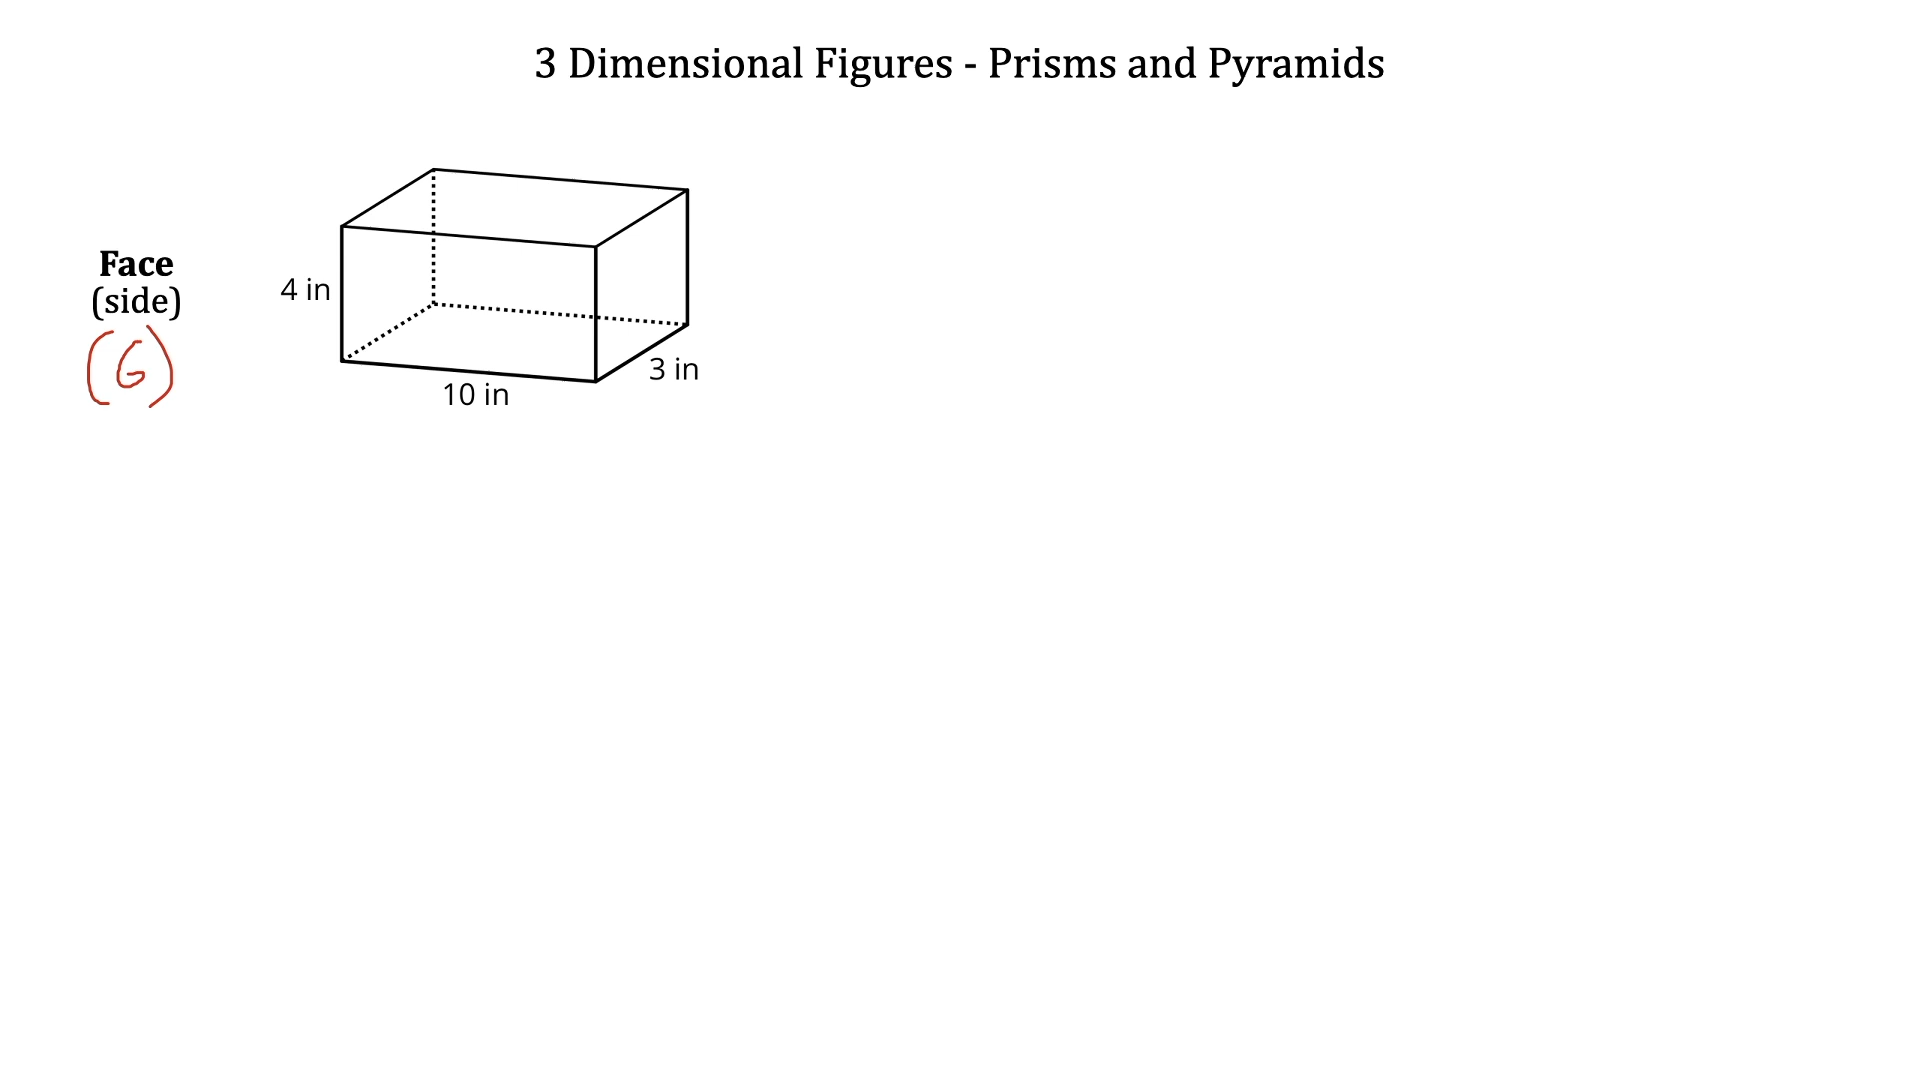 3 Dimensional Figures - Prisms and Pyramids
Face
(side)
(6)
4 in
10 in
3 in